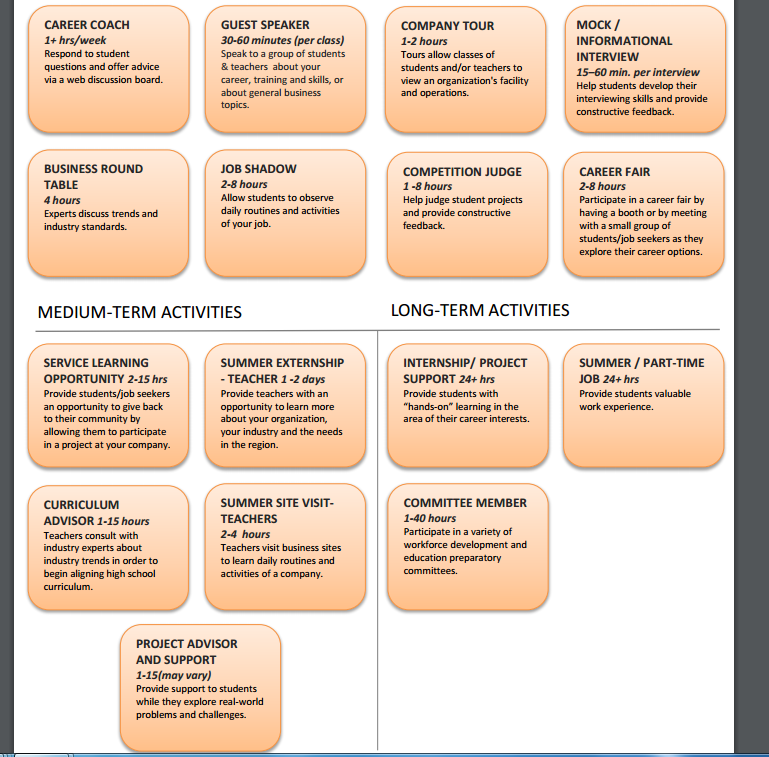 CAREER COACH
1+ hrs/week
Respond to student
questions and offer advice
via a web discussion board.
GUEST SPEAKER
30-60 minutes (per class)
Speak to a group of students
& teachers about your
career, training and skills, or
about general business
topics.
COMPANY TOUR
1-2 hours
Tours allow classes of
students and/or teachers to
view an organization's facility
and operations.
MOCK /
INFORMATIONAL
INTERVIEW
15–60 min. per interview
Help students develop their
interviewing skills and provide
constructive feedback.
BUSINESS ROUND
TABLE
4 hours
Experts discuss trends and
industry standards.
JOB SHADOW
2-8 hours
Allow students to observe
daily routines and activities
of your job.
COMPETITION JUDGE
1 -8 hours
Help judge student projects
and provide constructive
feedback.
CAREER FAIR
2-8 hours
Participate in a career fair by
having a booth or by meeting
with a small group of
students/job seekers as they
explore their career options.
MEDIUM-TERM ACTIVITIES
SERVICE LEARNING
OPPORTUNITY 2-15 hrs
Provide students/job seekers
an opportunity to give back
to their community by
allowing them to participate
in a project at your company.
SUMMER EXTERNSHIP
- TEACHER 1 -2 days
Provide teachers with an
opportunity to learn more
about your organization,
your industry and the needs
in the region.
CURRICULUM
ADVISOR 1-15 hours
Teachers consult with
industry experts about
industry trends in order to
begin aligning high school
curriculum.
SUMMER SITE VISIT-
TEACHERS
2-4 hours
Teachers visit business sites
to learn daily routines and
activities of a company.
PROJECT ADVISOR
AND SUPPORT
1-15(may vary)
Provide support to students
while they explore real-world
problems and challenges.
LONG-TERM ACTIVITIES
INTERNSHIP/ PROJECT
SUPPORT 24+ hrs
Provide students with
“hands-on” learning in the
area of their career interests.
SUMMER / PART-TIME
JOB 24+ hrs
Provide students valuable
work experience.
COMMITTEE MEMBER
1-40 hours
Participate in a variety of
workforce development and
education preparatory
committees.